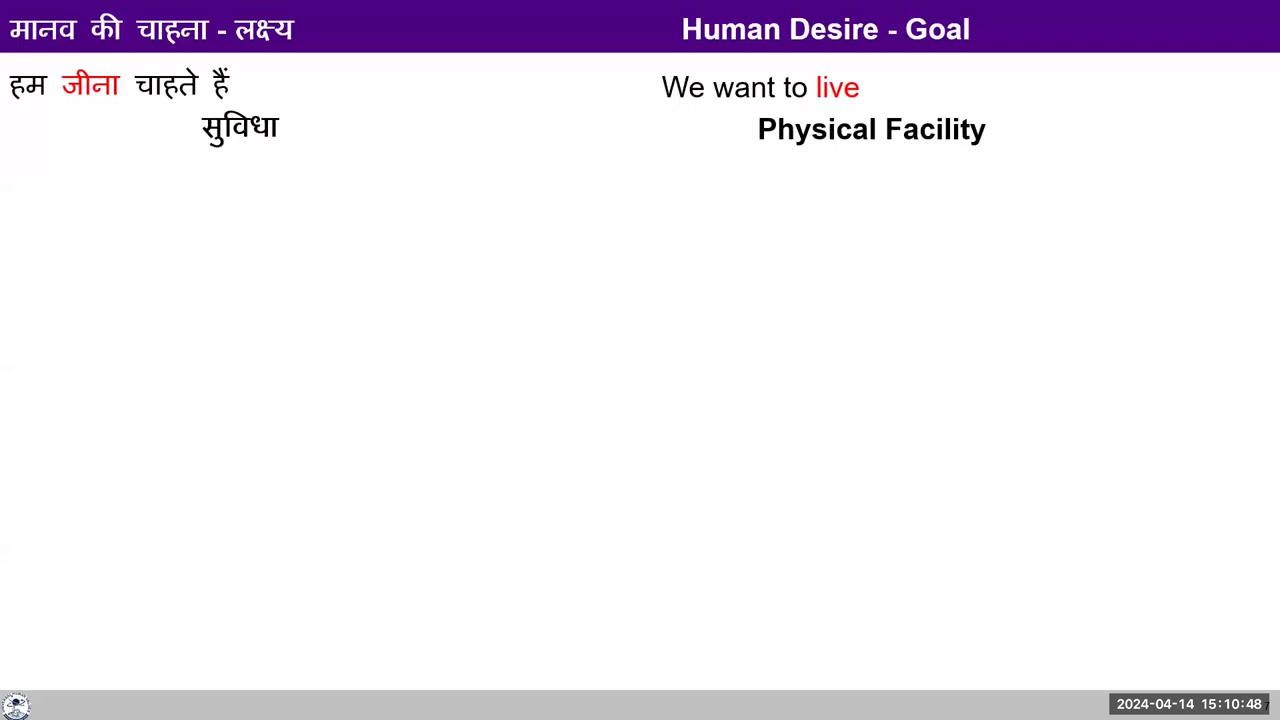 मानव की चाहना - लक्ष्य
Human Desire - Goal
हम जीना चाहते हैं
We want to live
सुविधा
Physical Facility
2024-04-14 15:10:48
7